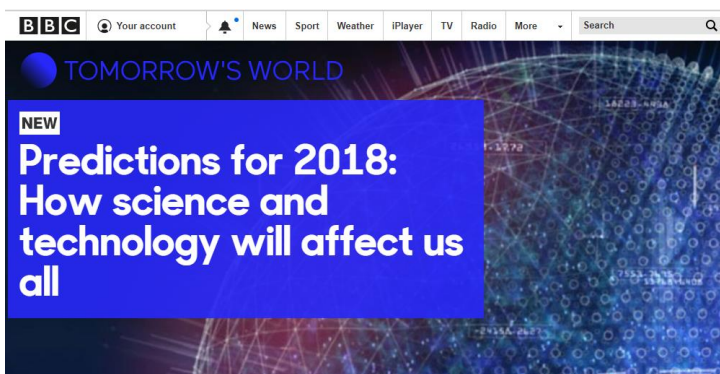 BBC Your account News Sport Weather iPlayer TV Radio More Search
TOMORROW'S WORLD
NEW
Predictions for 2018:
How science and
technology will affect us
all